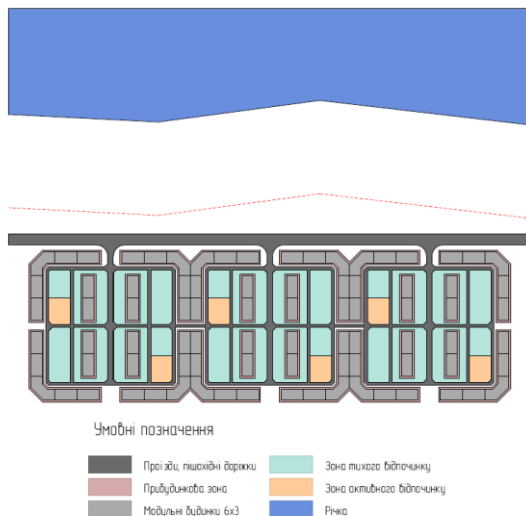 Умовні позначення
Проїзди, пішохідні доріжки
Зона тихого відпочинку
Прибудинкова зона
Зона активного відпочинку
Модульні будинки 6х3
Річка